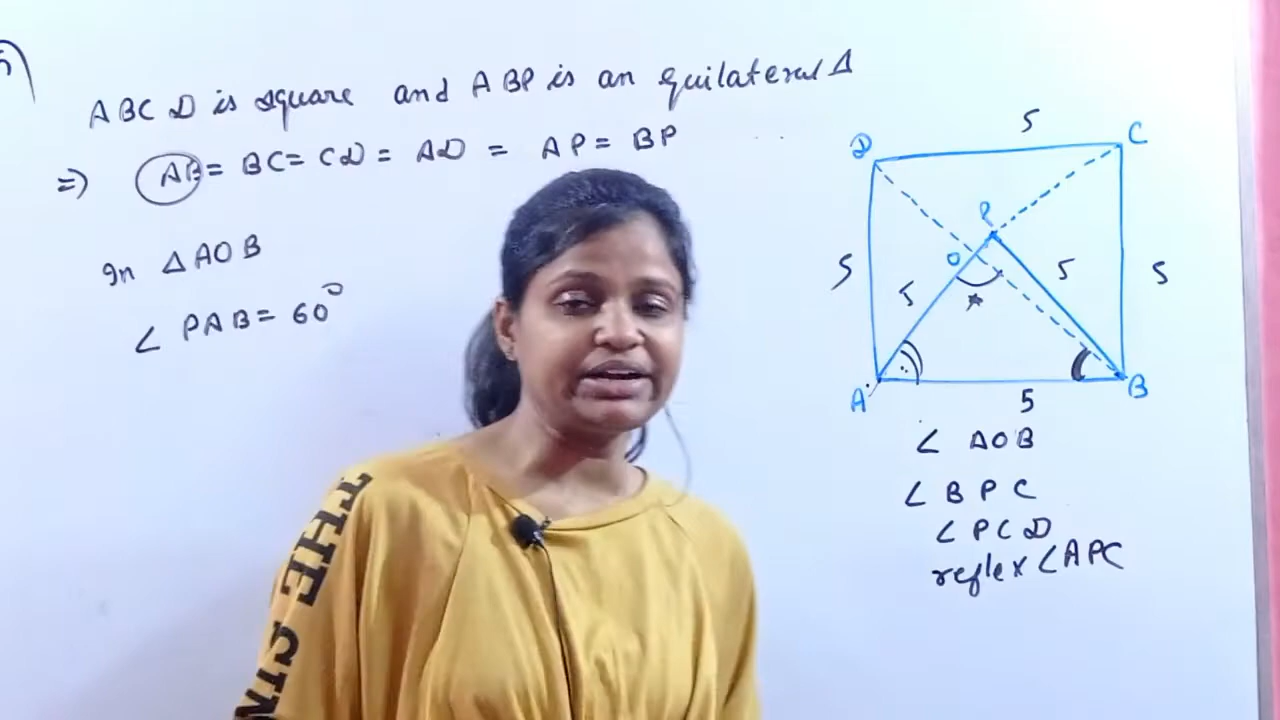 ABCD is square and ABP is an quilateral Δ
=> AB = BC = CD = AD = AP = BP
In Δ AOB
∠ PAB = 60°
5
D
C
P
O
5
5
5
5
A
B
5
∠ AOB
∠ BPC
∠ PCD
reflex ∠APC
THE